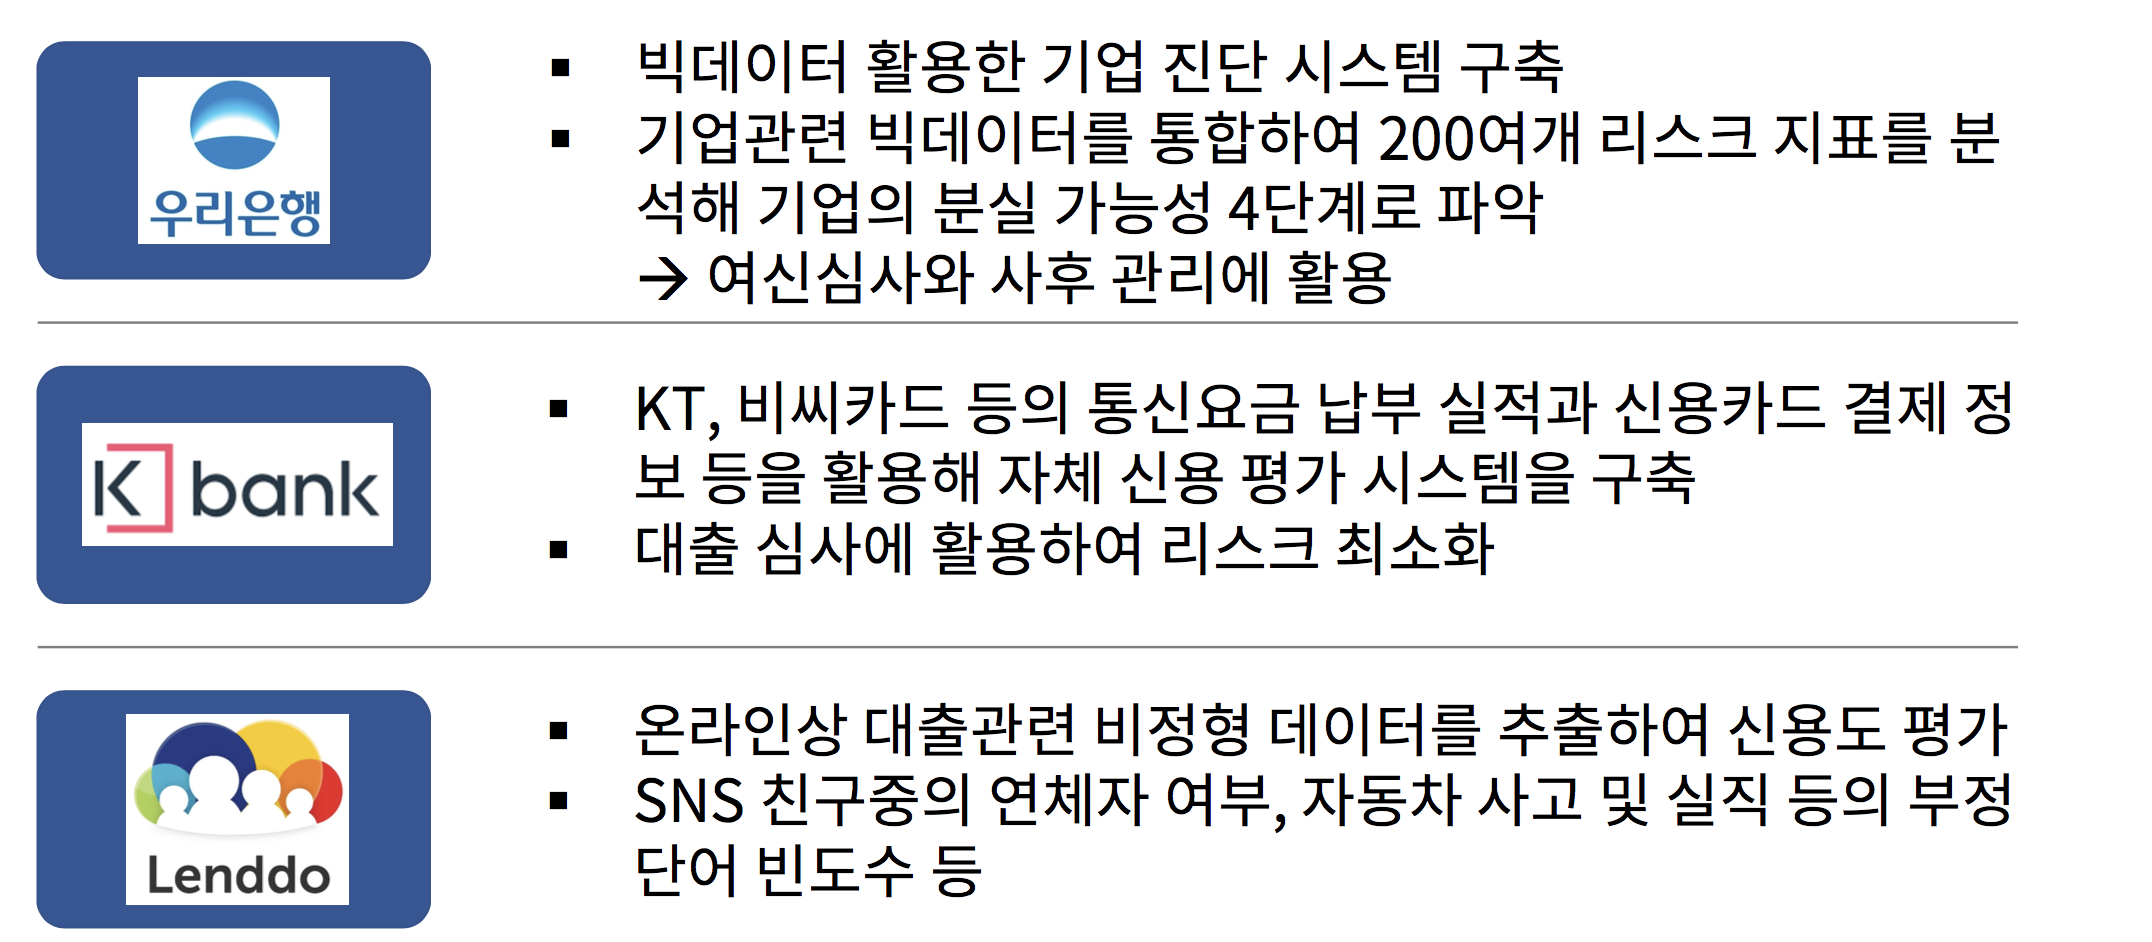 우리은행
▪ 빅데이터 활용한 기업 진단 시스템 구축
▪ 기업관련 빅데이터를 통합하여 200여개 리스크 지표를 분
석해 기업의 분실 가능성 4단계로 파악
→ 여신심사와 사후 관리에 활용
K bank
▪ KT, 비씨카드 등의 통신요금 납부 실적과 신용카드 결제 정
보 등을 활용해 자체 신용 평가 시스템을 구축
▪ 대출 심사에 활용하여 리스크 최소화
Lenddo
▪ 온라인상 대출관련 비정형 데이터를 추출하여 신용도 평가
▪ SNS 친구중의 연체자 여부, 자동차 사고 및 실직 등의 부정
단어 빈도수 등